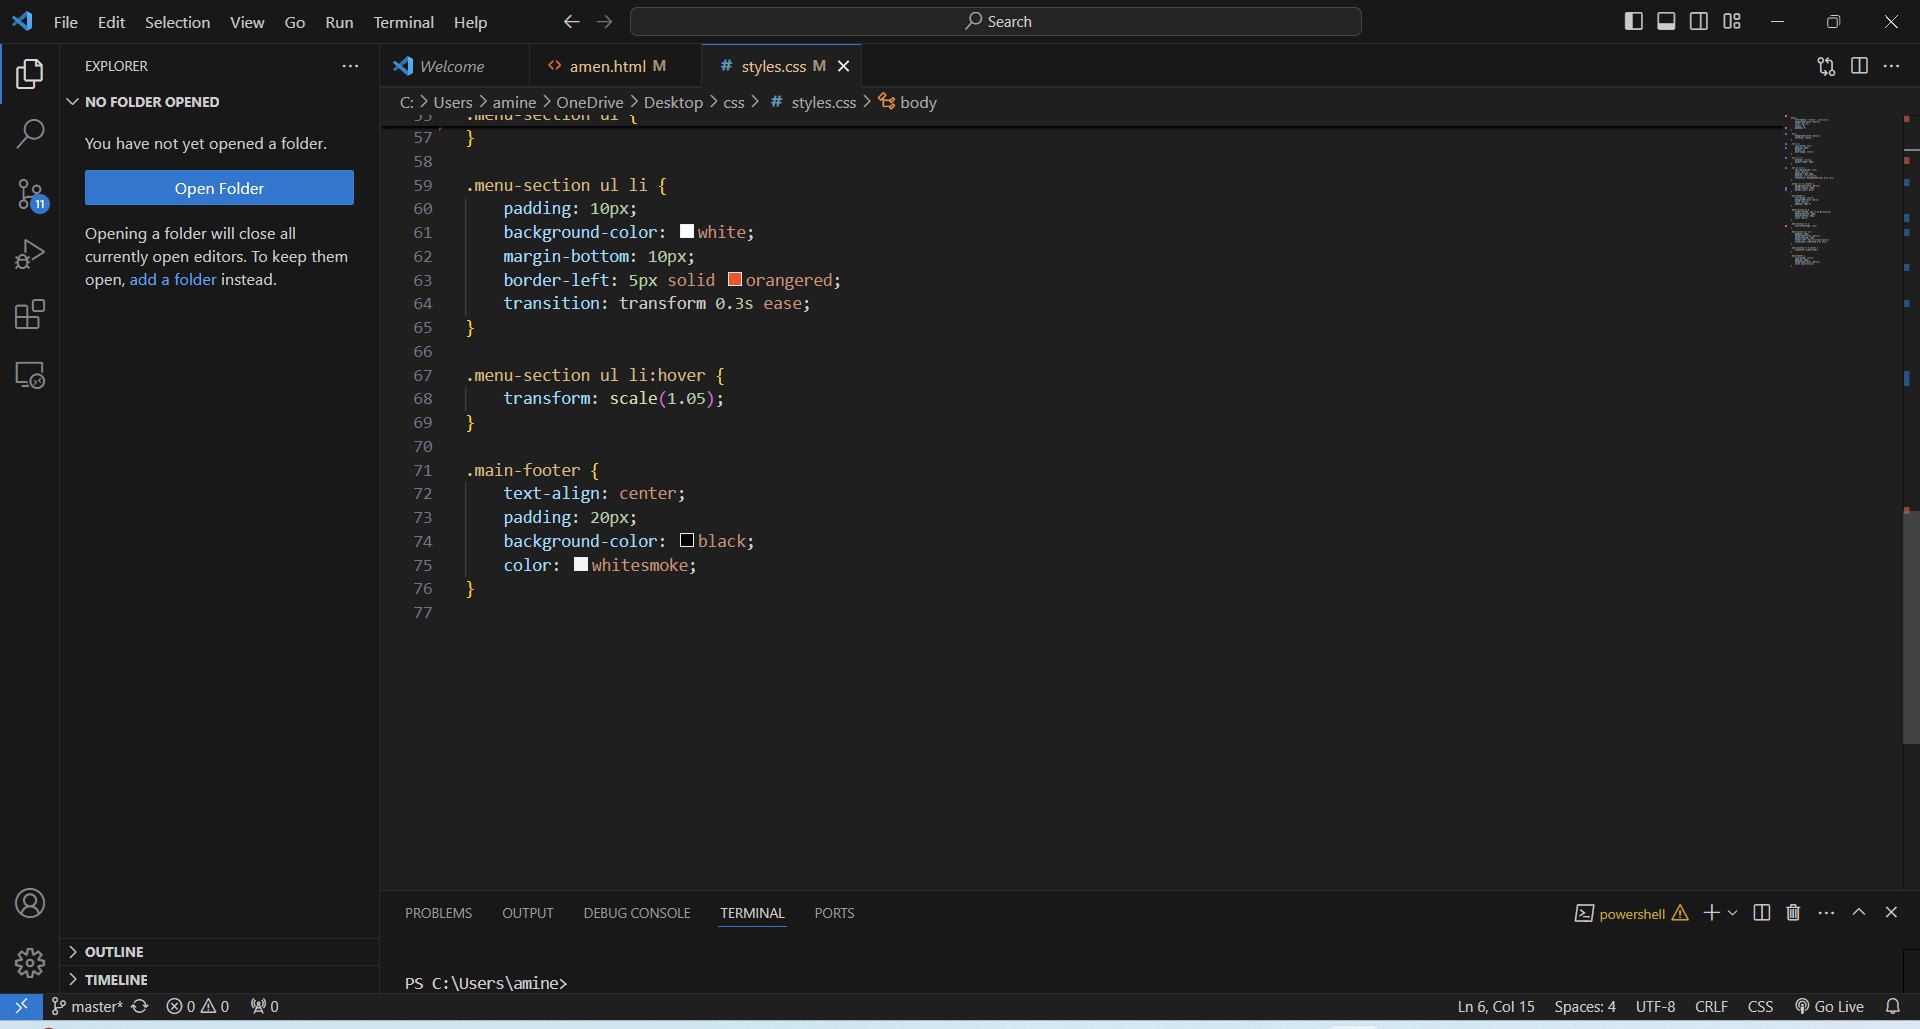 File Edit Selection View Go Run Terminal Help
Search
EXPLORER
NO FOLDER OPENED
You have not yet opened a folder.
Open Folder
Opening a folder will close all
currently open editors. To keep them
open, add a folder instead.
11
OUTLINE
TIMELINE
Welcome
<> amen.html M
# styles.css M
C: > Users > amine > OneDrive > Desktop > css > # styles.css > body
55 .menu-section ul {
57 }
58
59 .menu-section ul li {
60 padding: 10px;
61 background-color: white;
62 margin-bottom: 10px;
63 border-left: 5px solid orangered;
64 transition: transform 0.3s ease;
65 }
66
67 .menu-section ul li:hover {
68 transform: scale(1.05);
69 }
70
71 .main-footer {
72 text-align: center;
73 padding: 20px;
74 background-color: black;
75 color: whitesmoke;
76 }
77
PROBLEMS OUTPUT DEBUG CONSOLE TERMINAL PORTS
powershell
PS C:\Users\amine>
master* 0 0 0
Ln 6, Col 15 Spaces: 4 UTF-8 CRLF CSS Go Live